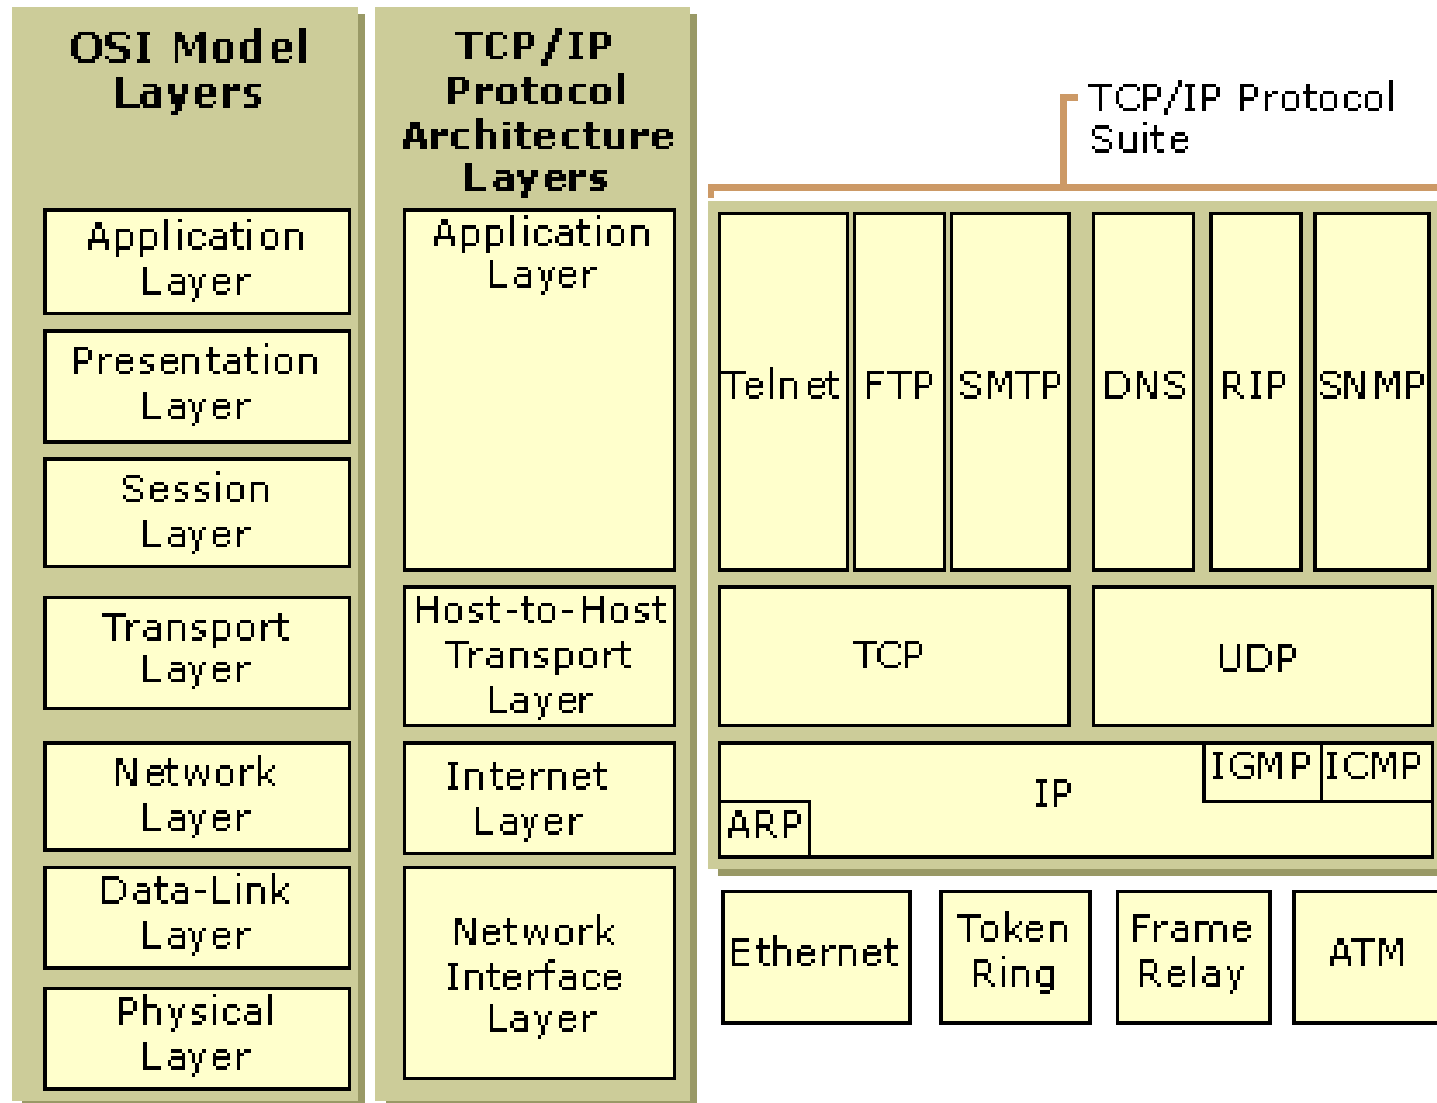 OSI Model
Layers
Application
Layer
Presentation
Layer
Session
Layer
Transport
Layer
Network
Layer
Data-Link
Layer
Physical
Layer
TCP/IP
Protocol
Architecture
Layers
Application
Layer
Host-to-Host
Transport
Layer
Internet
Layer
Network
Interface
Layer
TCP/IP Protocol
Suite
Telnet
FTP
SMTP
DNS
RIP
SNMP
TCP
UDP
IP
IGMP
ICMP
ARP
Ethernet
Token
Ring
Frame
Relay
ATM